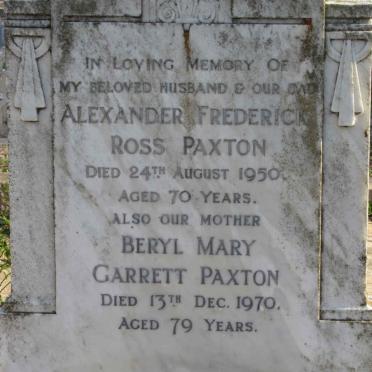 In Loving Memory Of
My Beloved Husband & Our Dad
Alexander Frederick
Ross Paxton
Died 24th August 1950.
Aged 70 Years.
Also Our Mother
Beryl Mary
Garrett Paxton
Died 13th Dec. 1970.
Aged 79 Years.